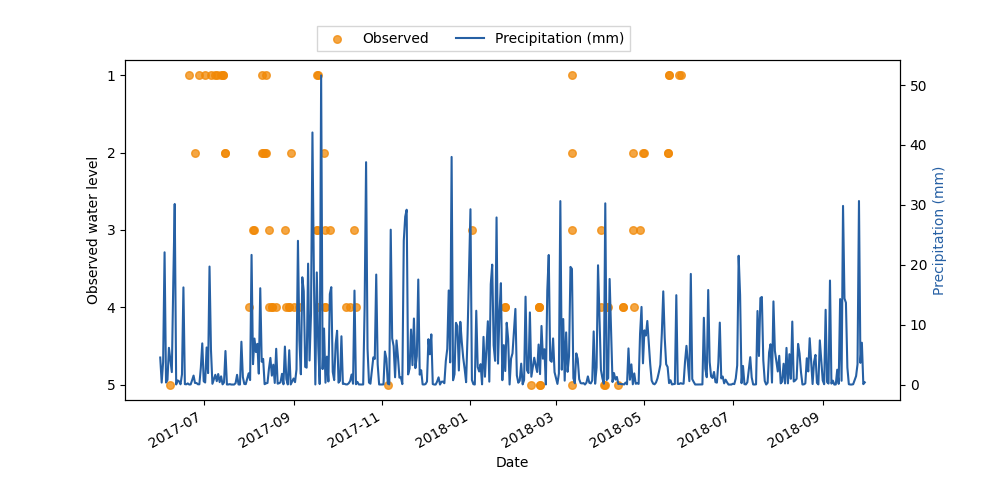 Observed Precipitation (mm)
1
2
3
4
5
Observed water level
50
40
30
20
10
0
Precipitation (mm)
2017-07 2017-09 2017-11 2018-01 2018-03 2018-05 2018-07 2018-09
Date